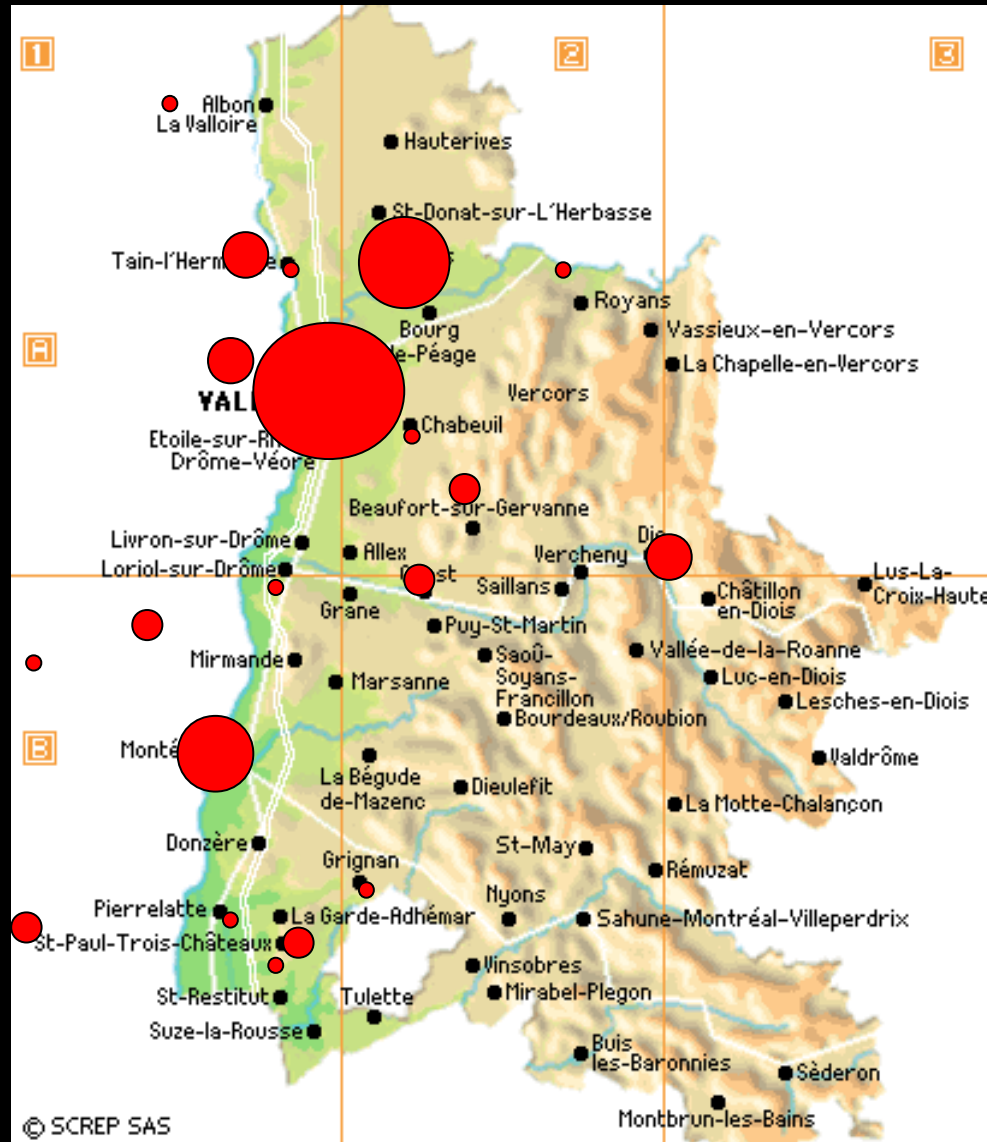 1
2
3
Albon
La Valloire
Hauterives
St-Donat-sur-L'Herbasse
Tain-l'Herm
Royans
Bourg
Vassieux-en-Vercors
A
e-Péage
La Chapelle-en-Vercors
Vercors
VAL
Chabeuil
Etoile-sur-Rh
Drôme-Véore
Beaufort-sur-Gervanne
Livron-sur-Drôme
Allex
Vercheny
Die
Loriol-sur-Drôme
Saillans
Lus-La-
Croix-Haute
Grane
Châtillon
en-Diois
Puy-St-Martin
Mirmande
Saoû-
Soyans-
Francillon
Vallée-de-la-Roanne
Marsanne
Luc-en-Diois
Lesches-en-Diois
Bourdeaux/Roubion
B
Monté
Valdrôme
La Bégude
de-Mazenc
Dieulefit
La Motte-Chalançon
Donzère
St-May
Grignan
Rémuzat
Nyons
Pierrelatte
La Garde-Adhémar
Sahune-Montréal-Villeperdrix
St-Paul-Trois-Châteaux
Vinsobres
St-Restitut
Tulette
Mirabel-Plegon
Suze-la-Rousse
Buis
les-Baronnies
Sèderon
Montbrun-les-Bains
© SCREP SAS